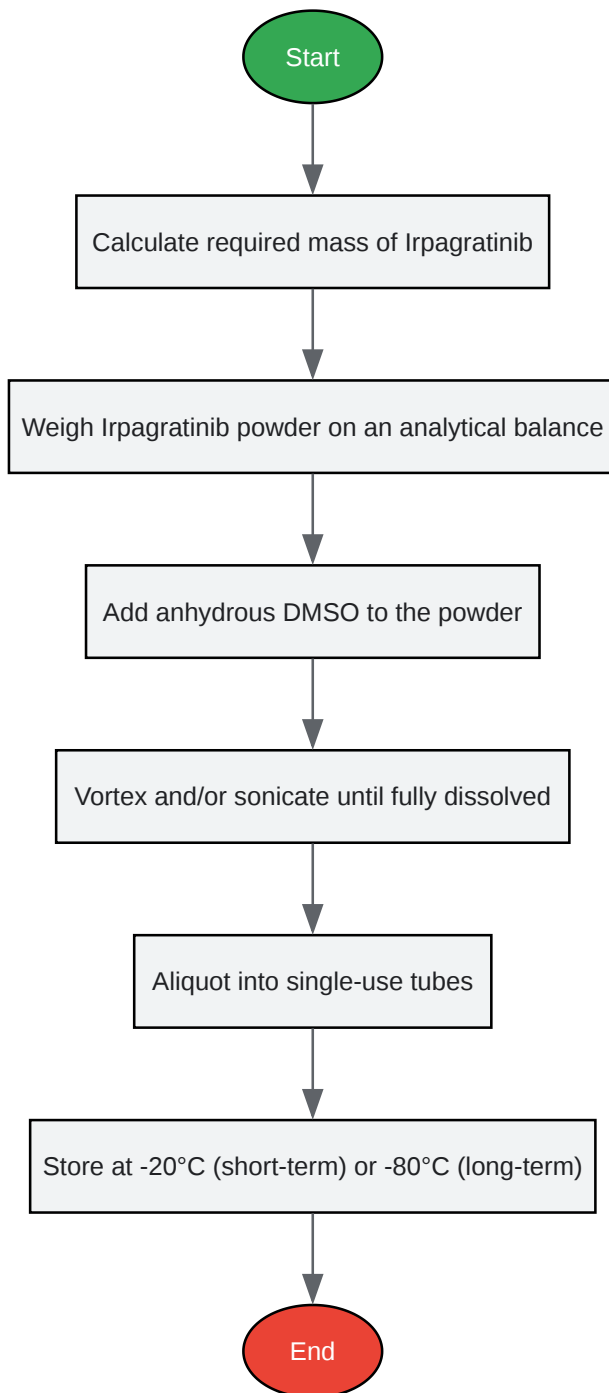 Start
Calculate required mass of Irpagratinib
Weigh Irpagratinib powder on an analytical balance
Add anhydrous DMSO to the powder
Vortex and/or sonicate until fully dissolved
Aliquot into single-use tubes
Store at -20°C (short-term) or -80°C (long-term)
End